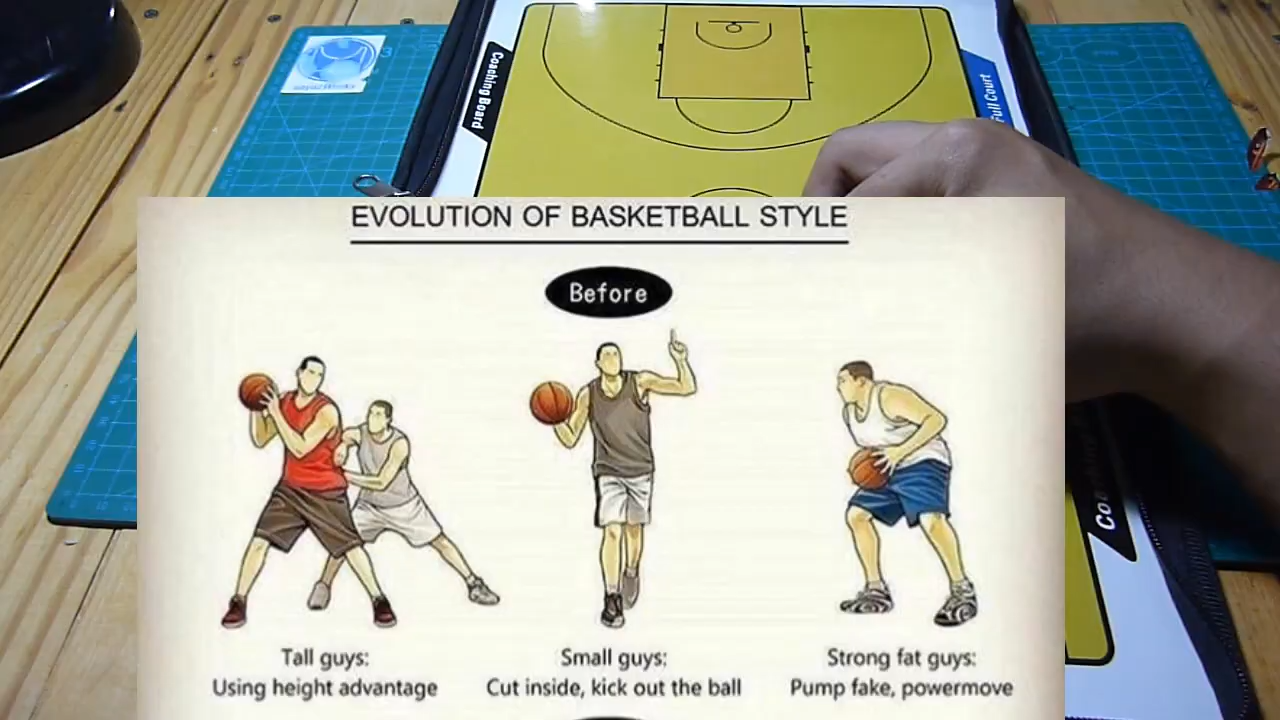 Coaching Board
Full Court
EVOLUTION OF BASKETBALL STYLE
Before
Tall guys:
Using height advantage
Small guys:
Cut inside, kick out the ball
Strong fat guys:
Pump fake, powermove